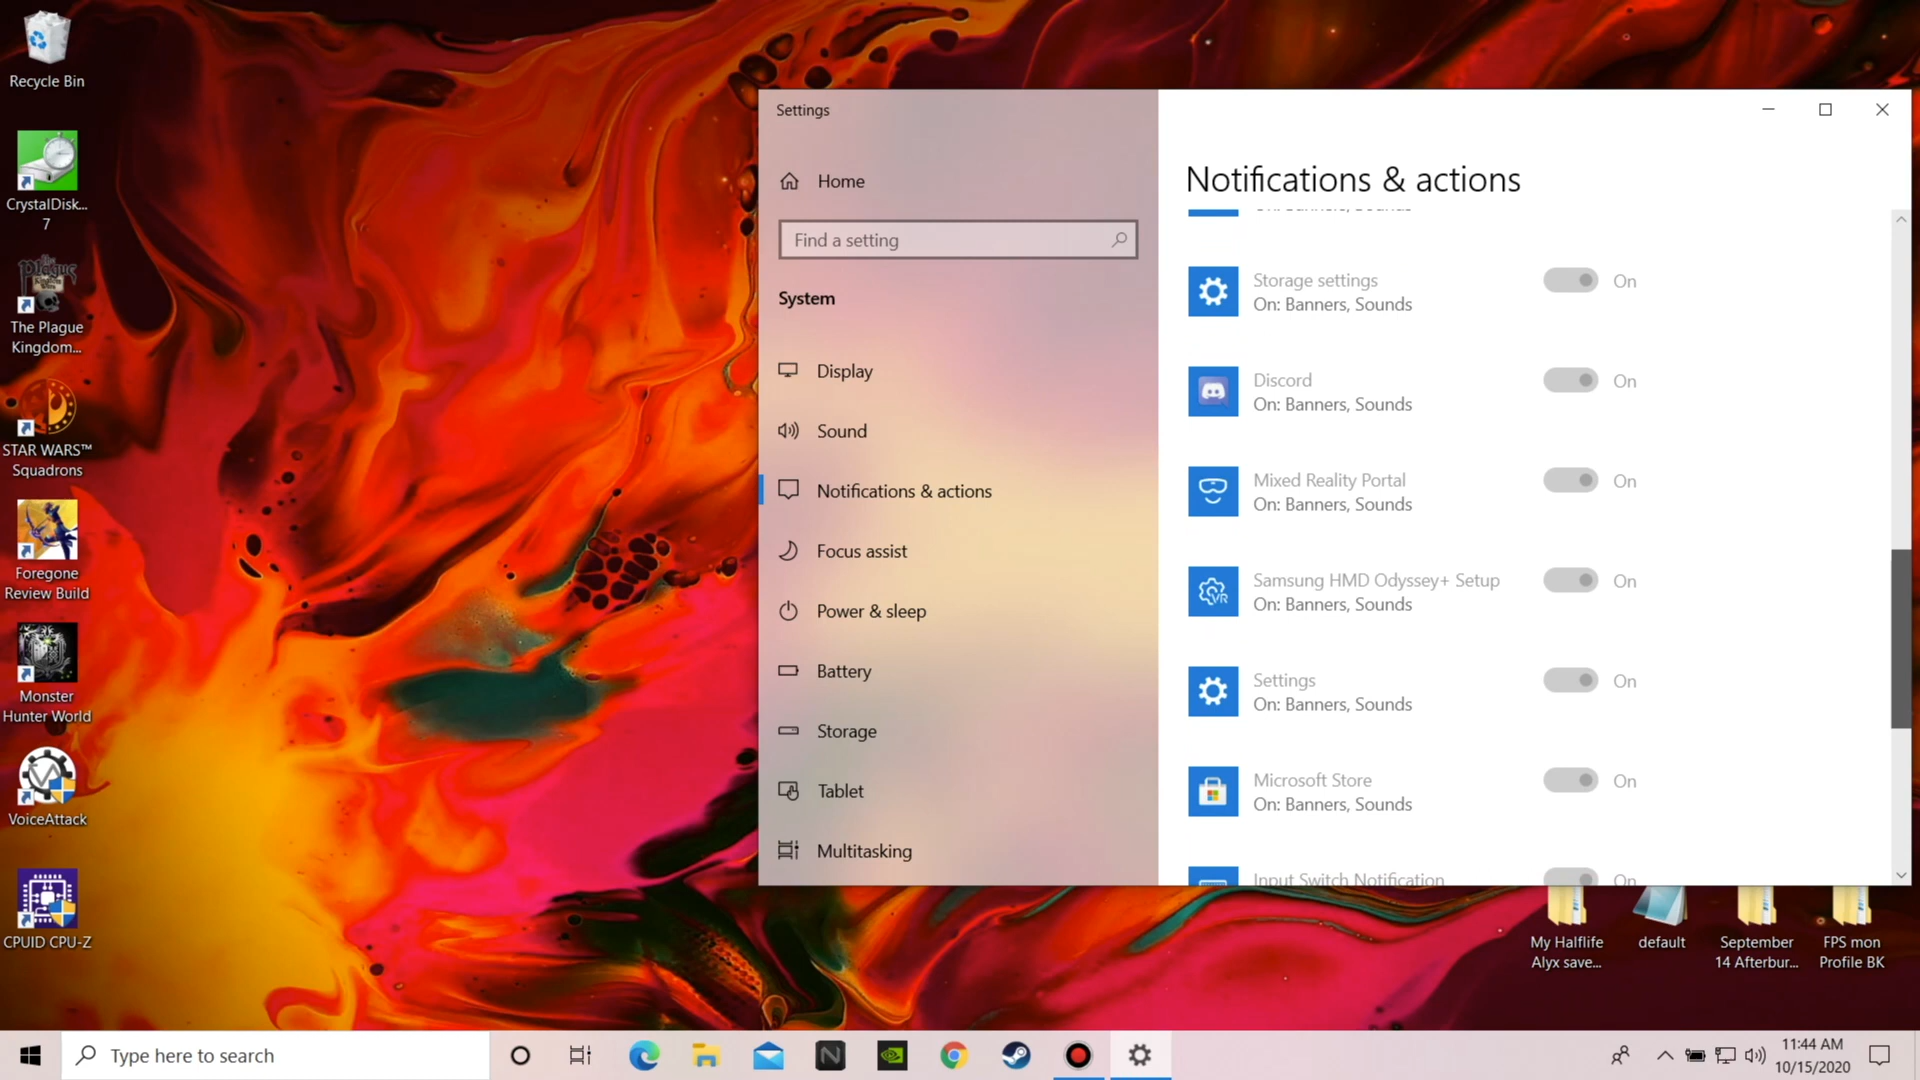 Recycle Bin
CrystalDisk...
7
The Plague
Kingdom...
STAR WARS™
Squadrons
Foregone
Review Build
Monster
Hunter World
VoiceAttack
CPUID CPU-Z
Settings
Home
Find a setting
System
Display
Sound
Notifications & actions
Focus assist
Power & sleep
Battery
Storage
Tablet
Multitasking
Notifications & actions
On: Banners, Sounds
Storage settings
On: Banners, Sounds
On
Discord
On: Banners, Sounds
On
Mixed Reality Portal
On: Banners, Sounds
On
Samsung HMD Odyssey+ Setup
On: Banners, Sounds
On
Settings
On: Banners, Sounds
On
Microsoft Store
On: Banners, Sounds
On
Input Switch Notification
On
My Halflife
Alyx save...
default
September
14 Afterbur...
FPS mon
Profile BK
Type here to search
11:44 AM
10/15/2020